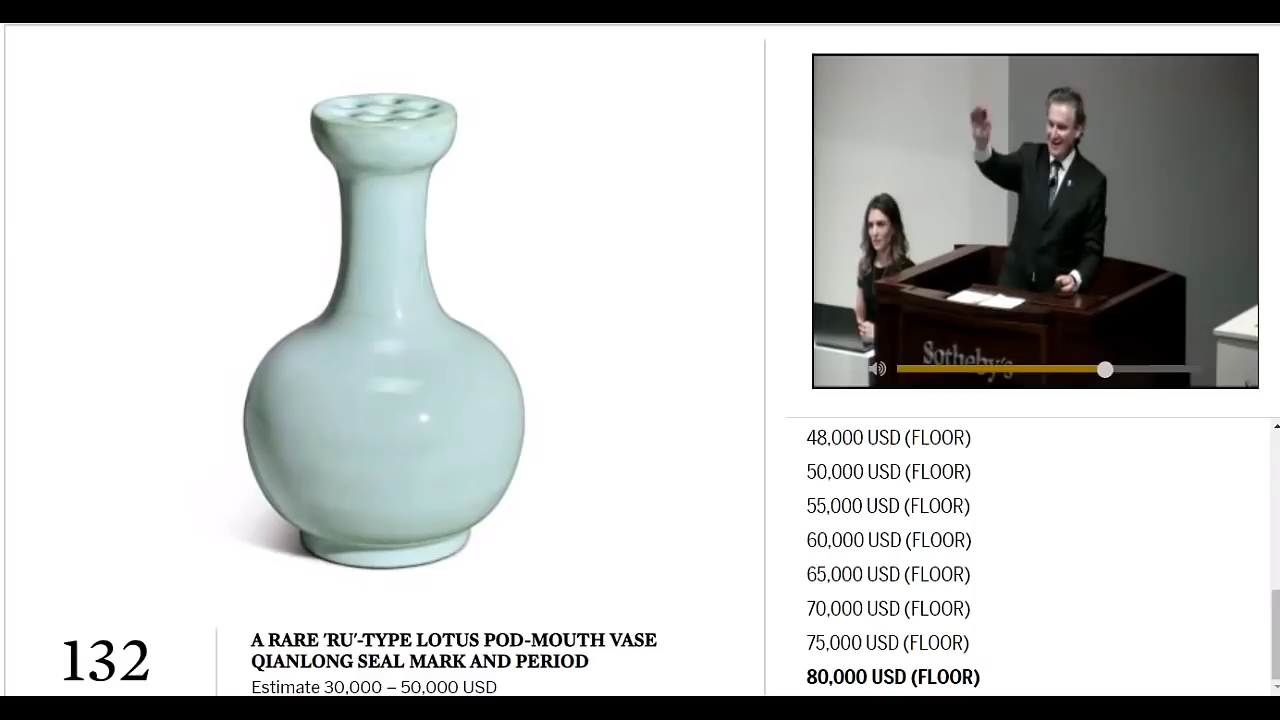 132
A RARE 'RU'-TYPE LOTUS POD-MOUTH VASE
QIANLONG SEAL MARK AND PERIOD
Estimate 30,000 – 50,000 USD
Sotheby's
48,000 USD (FLOOR)
50,000 USD (FLOOR)
55,000 USD (FLOOR)
60,000 USD (FLOOR)
65,000 USD (FLOOR)
70,000 USD (FLOOR)
75,000 USD (FLOOR)
80,000 USD (FLOOR)